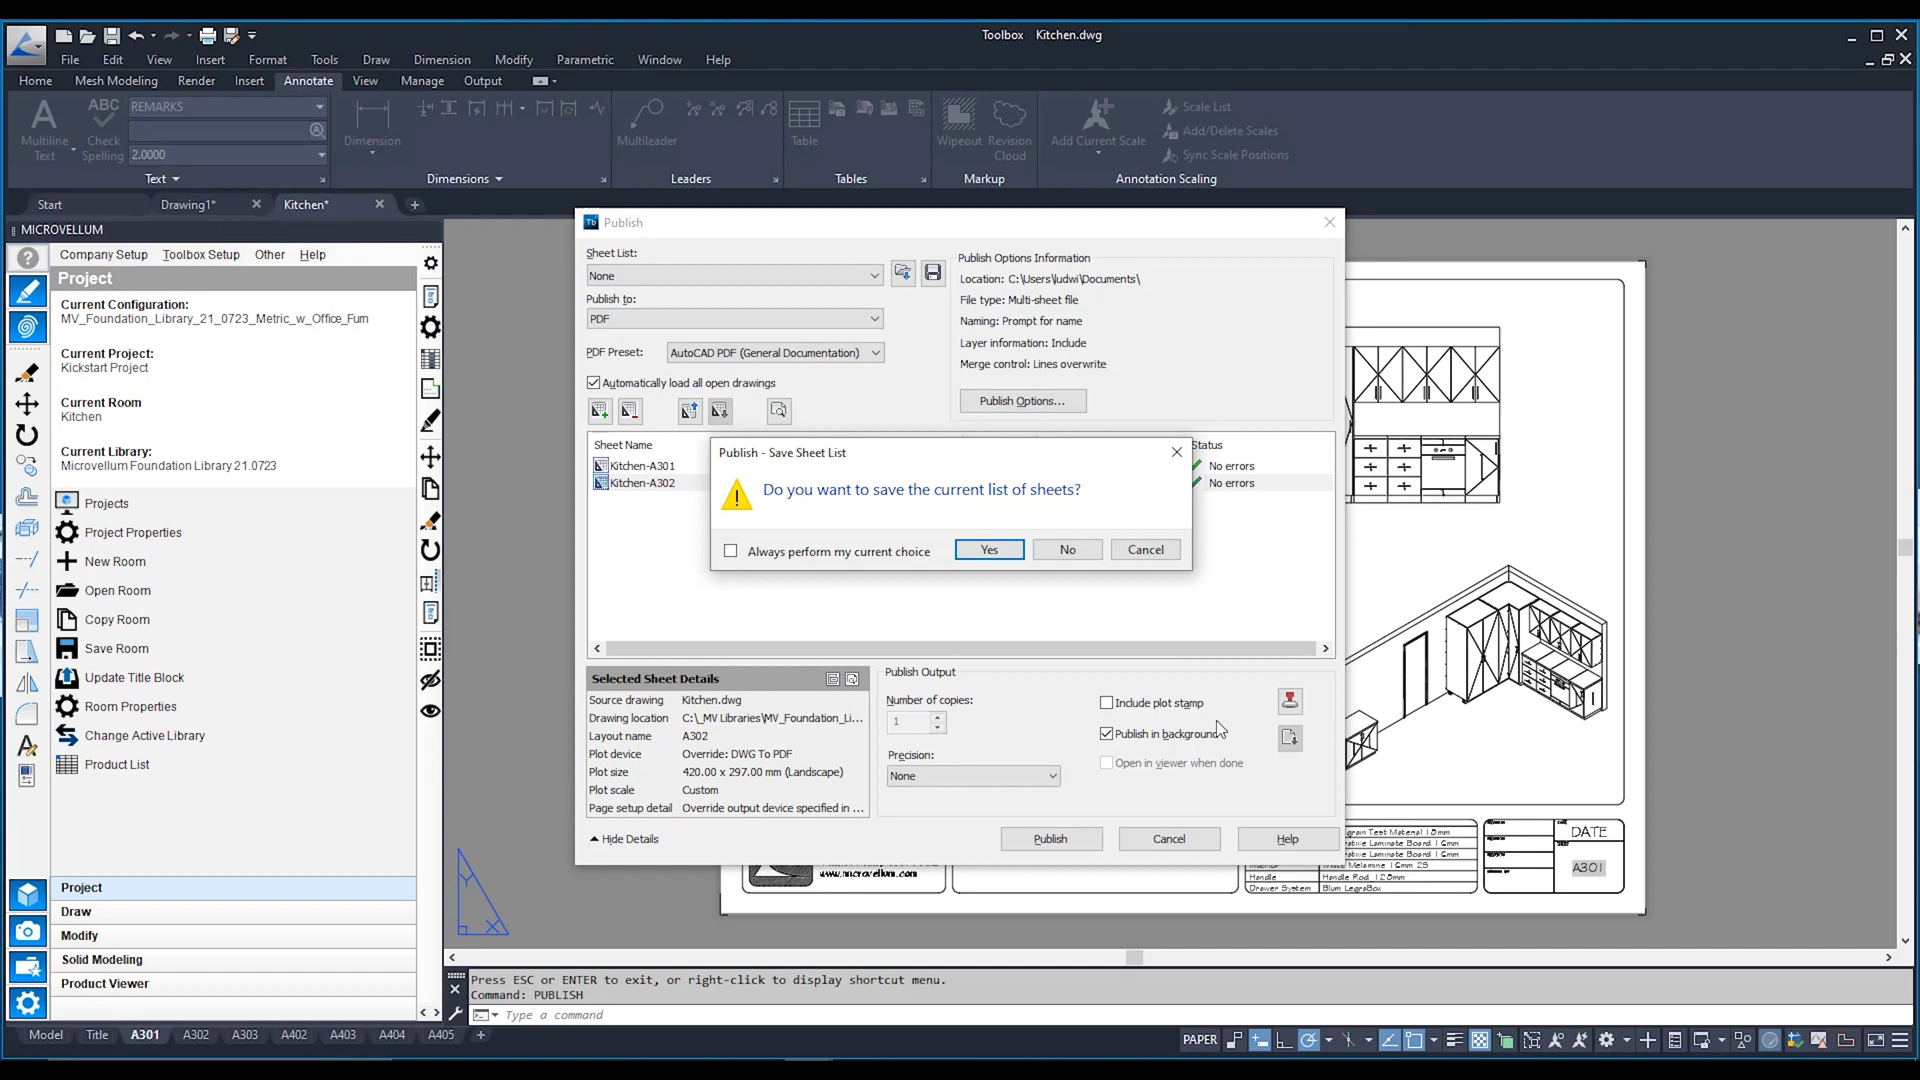 Toolbox Kitchen.dwg
File Edit View Insert Format Tools Draw Dimension Modify Parametric Window Help
Home Mesh Modeling Render Insert Annotate View Manage Output
A ABC REMARKS
Multiline Text
Check Spelling
2.0000
Dimension
Multileader
Table
Wipeout
Revision Cloud
Add Current Scale
Scale List
Add/Delete Scales
Sync Scale Positions
Text Dimensions Leaders Tables Markup Annotation Scaling
Start Drawing1* Kitchen*
MICROVELLUM
Company Setup Toolbox Setup Other Help
Project
Current Configuration:
MV_Foundation_Library_21_0723_Metric_w_Office_Furn
Current Project:
Kickstart Project
Current Room
Kitchen
Current Library:
Microvellum Foundation Library 21.0723
Projects
Project Properties
New Room
Open Room
Copy Room
Save Room
Update Title Block
Room Properties
Change Active Library
Product List
Project
Draw
Modify
Solid Modeling
Product Viewer
Tb Publish
Sheet List:
None
Publish to:
PDF
PDF Preset: AutoCAD PDF (General Documentation)
Automatically load all open drawings
Publish Options Information
Location: C:\Users\ludwi\Documents\
File type: Multi-sheet file
Naming: Prompt for name
Layer information: Include
Merge control: Lines overwrite
Publish Options...
Sheet Name Status
Kitchen-A301 No errors
Kitchen-A302 No errors
Publish - Save Sheet List
Do you want to save the current list of sheets?
Always perform my current choice Yes No Cancel
Selected Sheet Details
Source drawing Kitchen.dwg
Drawing location C:\_MV Libraries\MV_Foundation_Li...
Layout name A302
Plot device Override: DWG To PDF
Plot size 420.00 x 297.00 mm (Landscape)
Plot scale Custom
Page setup detail Override output device specified in ...
Hide Details
Publish Output
Number of copies:
1
Precision:
None
Include plot stamp
Publish in background
Open in viewer when done
Publish Cancel Help
www.microvellum.com
grain Test Material 18mm
Handle Handle Rod 128mm
Drawer System Blum LegraBox
DATE
A301
Y
X
Press ESC or ENTER to exit, or right-click to display shortcut menu.
Command: PUBLISH
Type a command
Model Title A301 A302 A303 A402 A403 A404 A405
PAPER